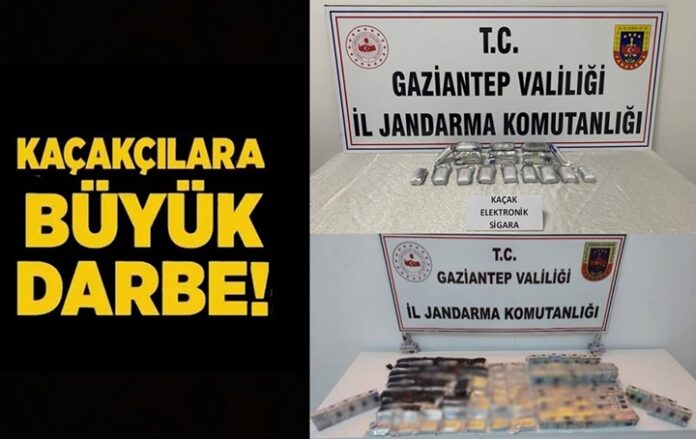 KAÇAKÇILARA
BÜYÜK
DARBE!
T.C.
GAZİANTEP VALİLİĞİ
İL JANDARMA KOMUTANLIĞI
KAÇAK
ELEKTRONİK
SİGARA
T.C.
GAZİANTEP VALİLİĞİ
İL JANDARMA KOMUTANLIĞI